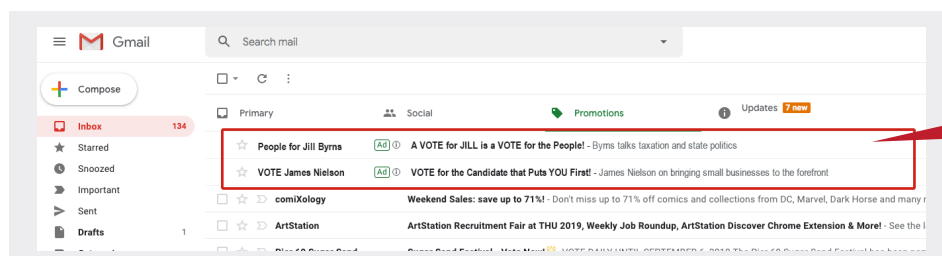 Gmail
Search mail
Compose
Primary
Social
Promotions
Updates 7 new
Inbox 134
Starred
Snoozed
Important
Sent
Drafts 1
People for Jill Byrns Ad A VOTE for JILL is a VOTE for the People! - Byrns talks taxation and state politics
VOTE James Nielson Ad VOTE for the Candidate that Puts YOU First! - James Nielson on bringing small businesses to the forefront
comiXology Weekend Sales: save up to 71%! - Don't miss up to 71% off comics and collections from DC, Marvel, Dark Horse and many
ArtStation ArtStation Recruitment Fair at THU 2019, Weekly Job Roundup, ArtStation Discover Chrome Extension & More! - See the